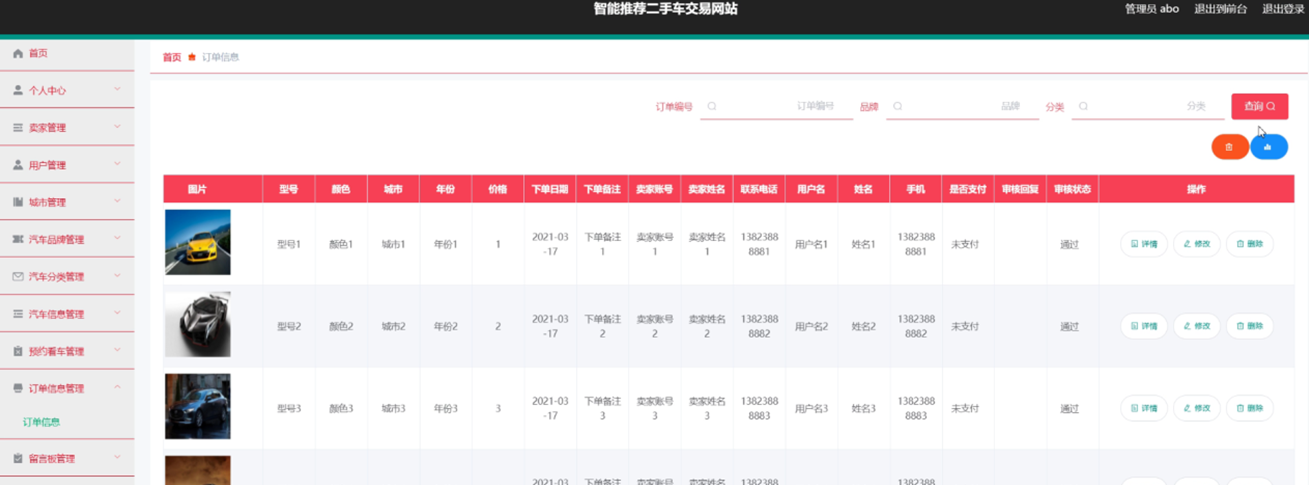 智能推荐二手车交易网站
管理员 abo 退出到前台 退出登录
首页
个人中心
卖家管理
用户管理
城市管理
汽车品牌管理
汽车分类管理
汽车信息管理
预约看车管理
订单信息管理
订单信息
留言板管理
首页 订单信息
订单编号 订单编号 品牌 品牌 分类 分类 查询
图片 型号 颜色 城市 年份 价格 下单日期 下单备注 卖家账号 卖家姓名 联系电话 用户名 姓名 手机 是否支付 审核回复 审核状态 操作
型号1 颜色1 城市1 年份1 1 2021-03-17 下单备注1 卖家账号1 卖家姓名1 13823888881 用户名1 姓名1 13823888881 未支付 通过 详情 修改 删除
型号2 颜色2 城市2 年份2 2 2021-03-17 下单备注2 卖家账号2 卖家姓名2 13823888882 用户名2 姓名2 13823888882 未支付 通过 详情 修改 删除
型号3 颜色3 城市3 年份3 3 2021-03-17 下单备注3 卖家账号3 卖家姓名3 13823888883 用户名3 姓名3 13823888883 未支付 通过 详情 修改 删除
2021-03 下单备注 卖家账号 卖家姓名 1382388 1382388